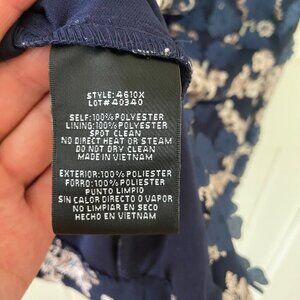 STYLE: 4610X
LOT# 40340
SELF:100%POLYESTER
LINING:100%POLYESTER
SPOT CLEAN
NO DIRECT HEAT OR STEAM
DO NOT DRY CLEAN
MADE IN VIETNAM
EXTERIOR:100%POLIESTER
FORRO:100%POLIESTER
PUNTO LIMPIO
SIN CALOR DIRECTO O VAPOR
NO LIMPIAR EN SECO
HECHO EN VIETNAM